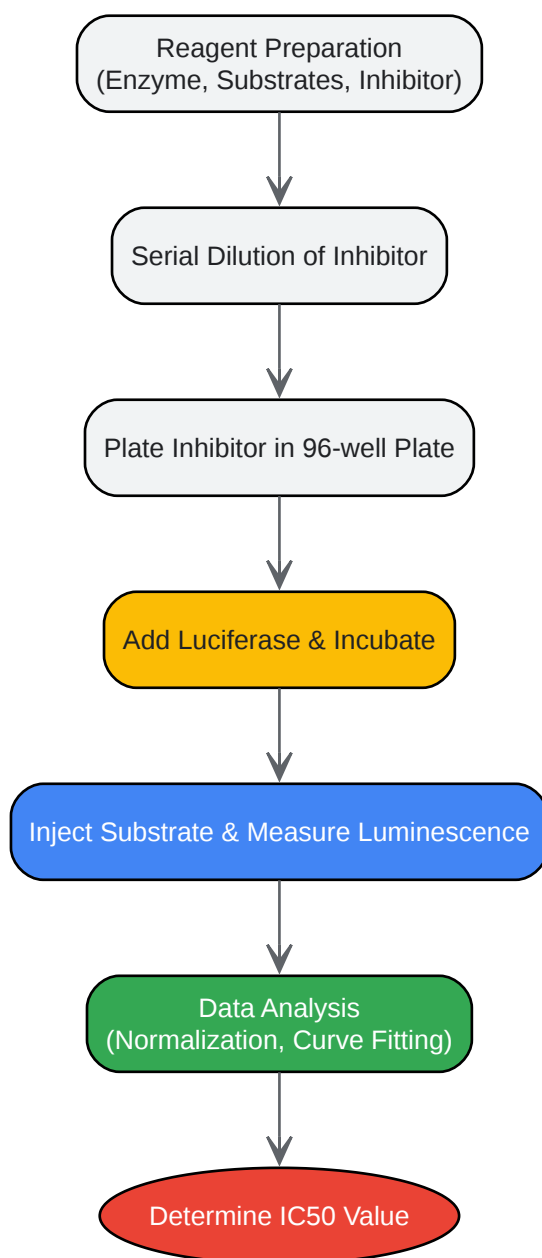 Reagent Preparation
(Enzyme, Substrates, Inhibitor)
Serial Dilution of Inhibitor
Plate Inhibitor in 96-well Plate
Add Luciferase & Incubate
Inject Substrate & Measure Luminescence
Data Analysis
(Normalization, Curve Fitting)
Determine IC50 Value